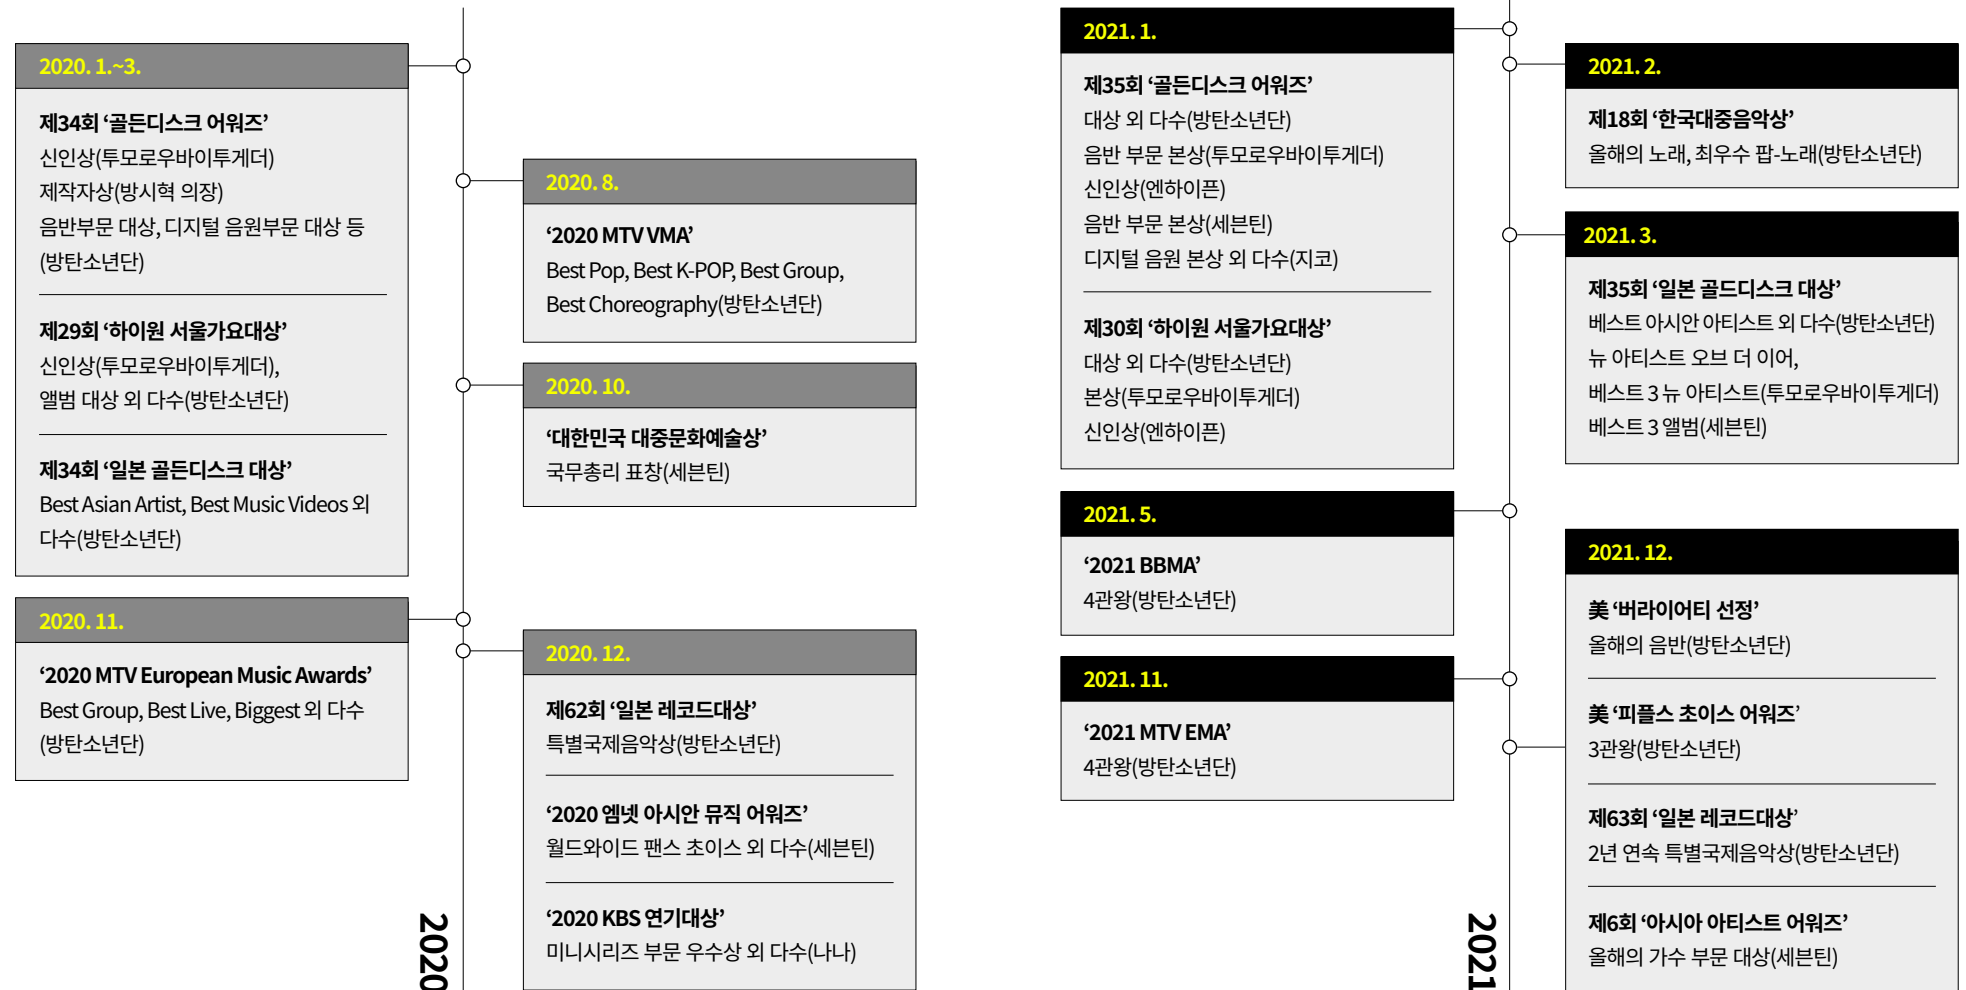 2020. 1.~3.
제34회 ‘골든디스크 어워즈’
신인상(투모로우바이투게더)
제작자상(방시혁 의장)
음반부문 대상, 디지털 음원부문 대상 등
(방탄소년단)
제29회 ‘하이원 서울가요대상’
신인상(투모로우바이투게더),
앨범 대상 외 다수(방탄소년단)
제34회 ‘일본 골든디스크 대상’
Best Asian Artist, Best Music Videos 외
다수(방탄소년단)
2020. 8.
‘2020 MTV VMA’
Best Pop, Best K-POP, Best Group,
Best Choreography(방탄소년단)
2020. 10.
‘대한민국 대중문화예술상’
국무총리 표창(세븐틴)
2020. 11.
‘2020 MTV European Music Awards’
Best Group, Best Live, Biggest 외 다수
(방탄소년단)
2020. 12.
제62회 ‘일본 레코드대상’
특별국제음악상(방탄소년단)
‘2020 엠넷 아시안 뮤직 어워즈’
월드와이드 팬스 초이스 외 다수(세븐틴)
‘2020 KBS 연기대상’
미니시리즈 부문 우수상 외 다수(나나)
2020
2021. 1.
제35회 ‘골든디스크 어워즈’
대상 외 다수(방탄소년단)
음반 부문 본상(투모로우바이투게더)
신인상(엔하이픈)
음반 부문 본상(세븐틴)
디지털 음원 본상 외 다수(지코)
제30회 ‘하이원 서울가요대상’
대상 외 다수(방탄소년단)
본상(투모로우바이투게더)
신인상(엔하이픈)
2021. 2.
제18회 ‘한국대중음악상’
올해의 노래, 최우수 팝-노래(방탄소년단)
2021. 3.
제35회 ‘일본 골드디스크 대상’
베스트 아시안 아티스트 외 다수(방탄소년단)
뉴 아티스트 오브 더 이어,
베스트 3 뉴 아티스트(투모로우바이투게더)
베스트 3 앨범(세븐틴)
2021. 5.
‘2021 BBMA’
4관왕(방탄소년단)
2021. 11.
‘2021 MTV EMA’
4관왕(방탄소년단)
2021. 12.
美 ‘버라이어티 선정’
올해의 음반(방탄소년단)
美 ‘피플스 초이스 어워즈’
3관왕(방탄소년단)
제63회 ‘일본 레코드대상’
2년 연속 특별국제음악상(방탄소년단)
제6회 ‘아시아 아티스트 어워즈’
올해의 가수 부문 대상(세븐틴)
2021